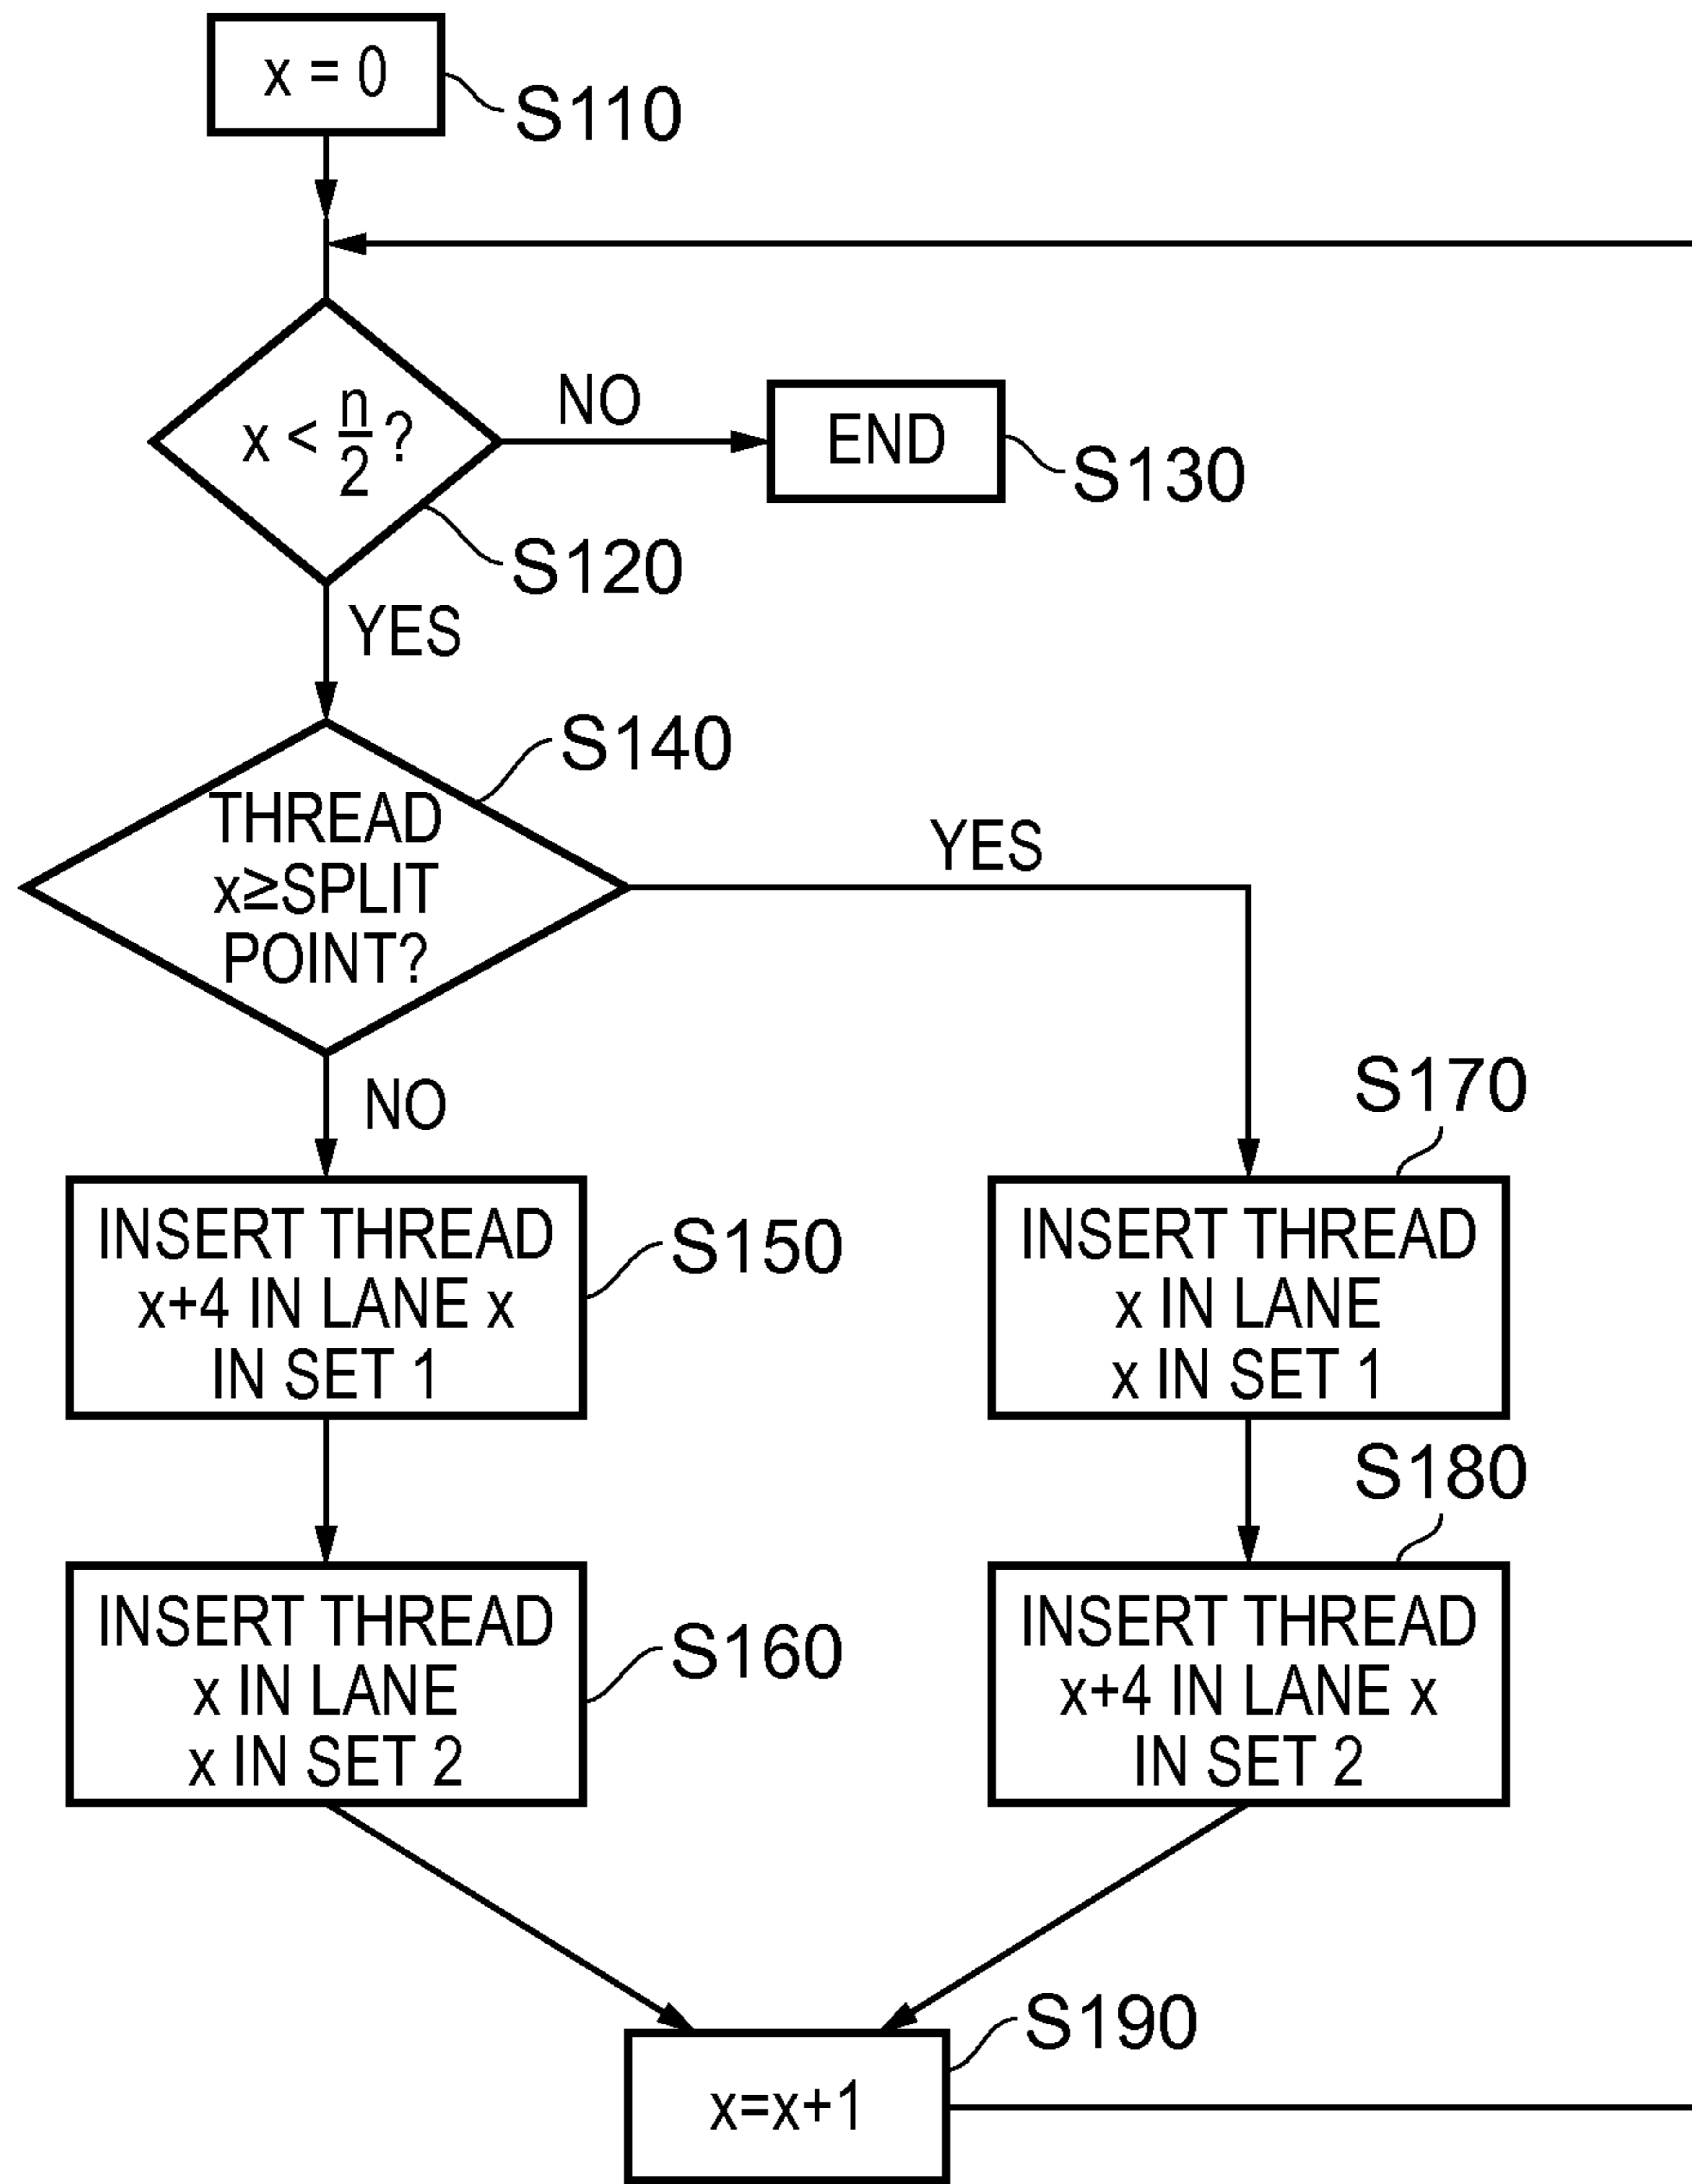 x = 0
S110
x < n/2 ?
NO
END
S130
S120
YES
S140
THREAD
x≥SPLIT
POINT?
YES
NO
S170
INSERT THREAD
x+4 IN LANE x
IN SET 1
S150
INSERT THREAD
x IN LANE
x IN SET 1
S180
INSERT THREAD
x IN LANE
x IN SET 2
S160
INSERT THREAD
x+4 IN LANE x
IN SET 2
S190
x=x+1